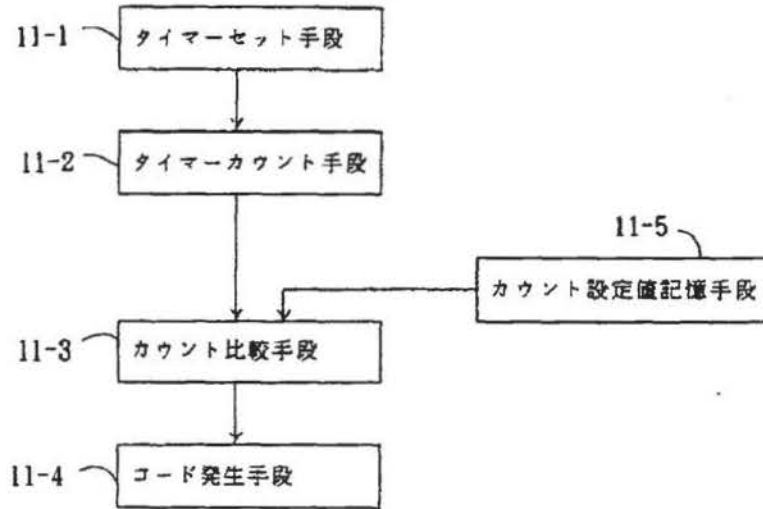 11-1
タイマーセット手段
11-2
タイマーカウント手段
11-5
カウント設定値記憶手段
11-3
カウント比較手段
11-4
コード発生手段